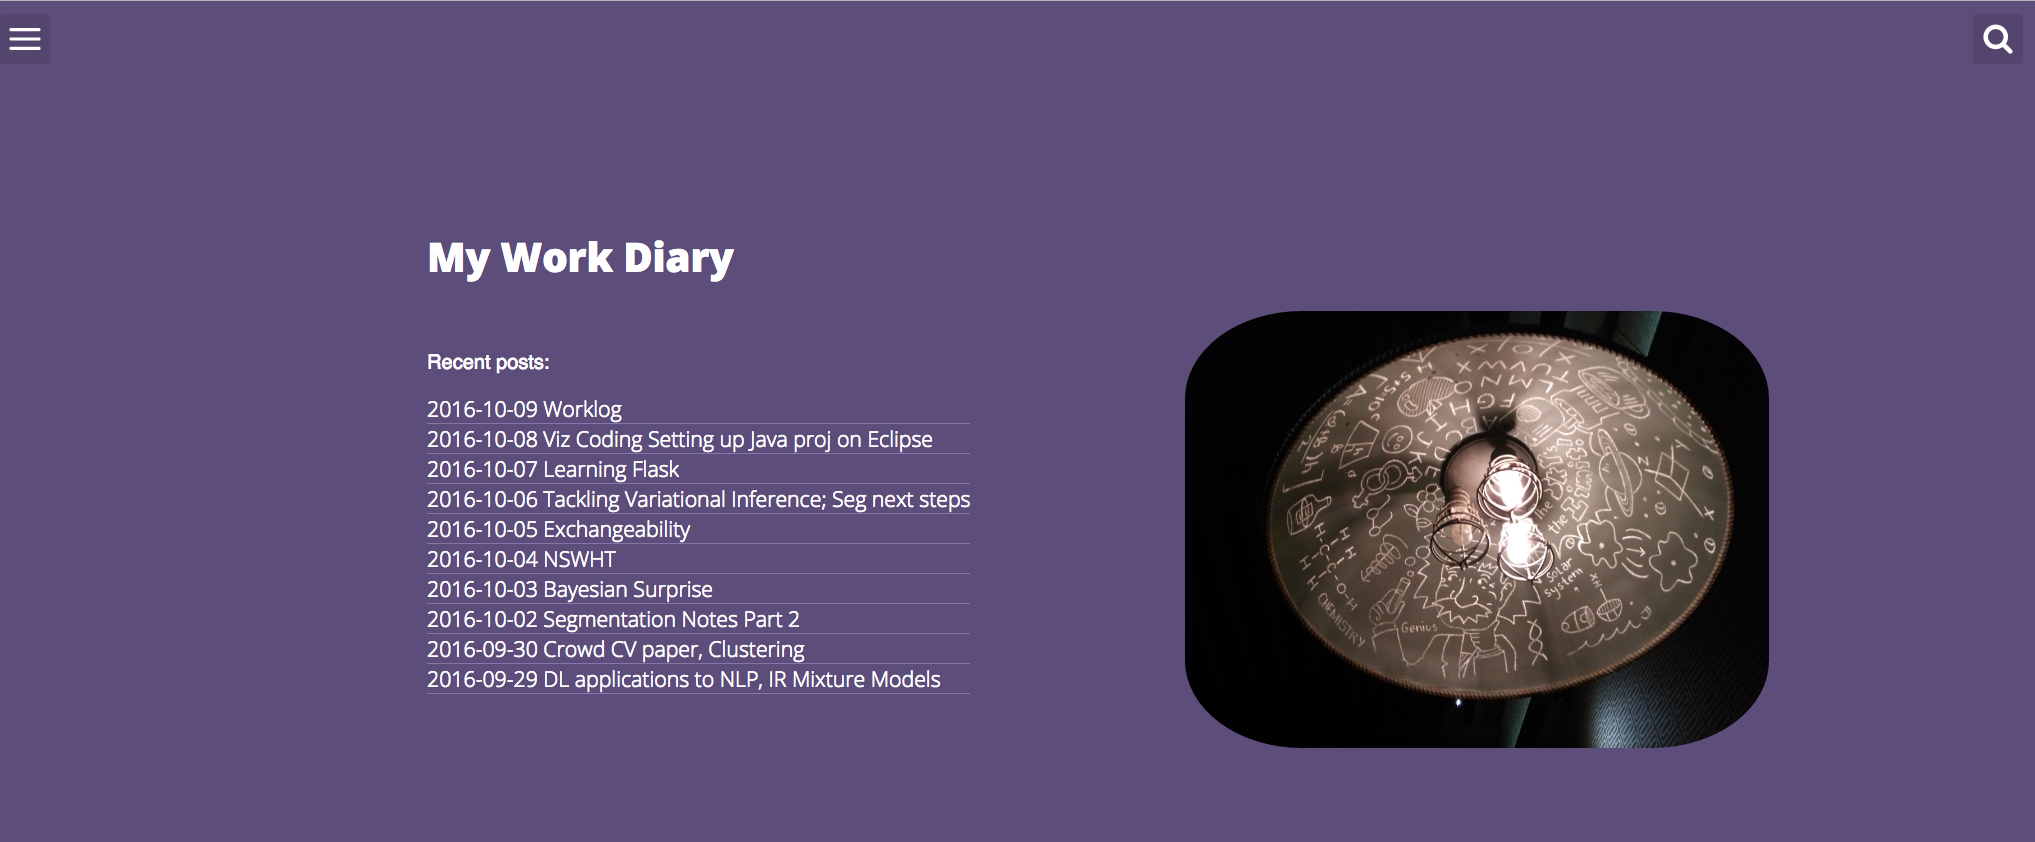 My Work Diary
Recent posts:
2016-10-09 Worklog
2016-10-08 Viz Coding Setting up Java proj on Eclipse
2016-10-07 Learning Flask
2016-10-06 Tackling Variational Inference; Seg next steps
2016-10-05 Exchangeability
2016-10-04 NSWHT
2016-10-03 Bayesian Surprise
2016-10-02 Segmentation Notes Part 2
2016-09-30 Crowd CV paper, Clustering
2016-09-29 DL applications to NLP, IR Mixture Models
Solar
system
CHEMISTRY
Genius